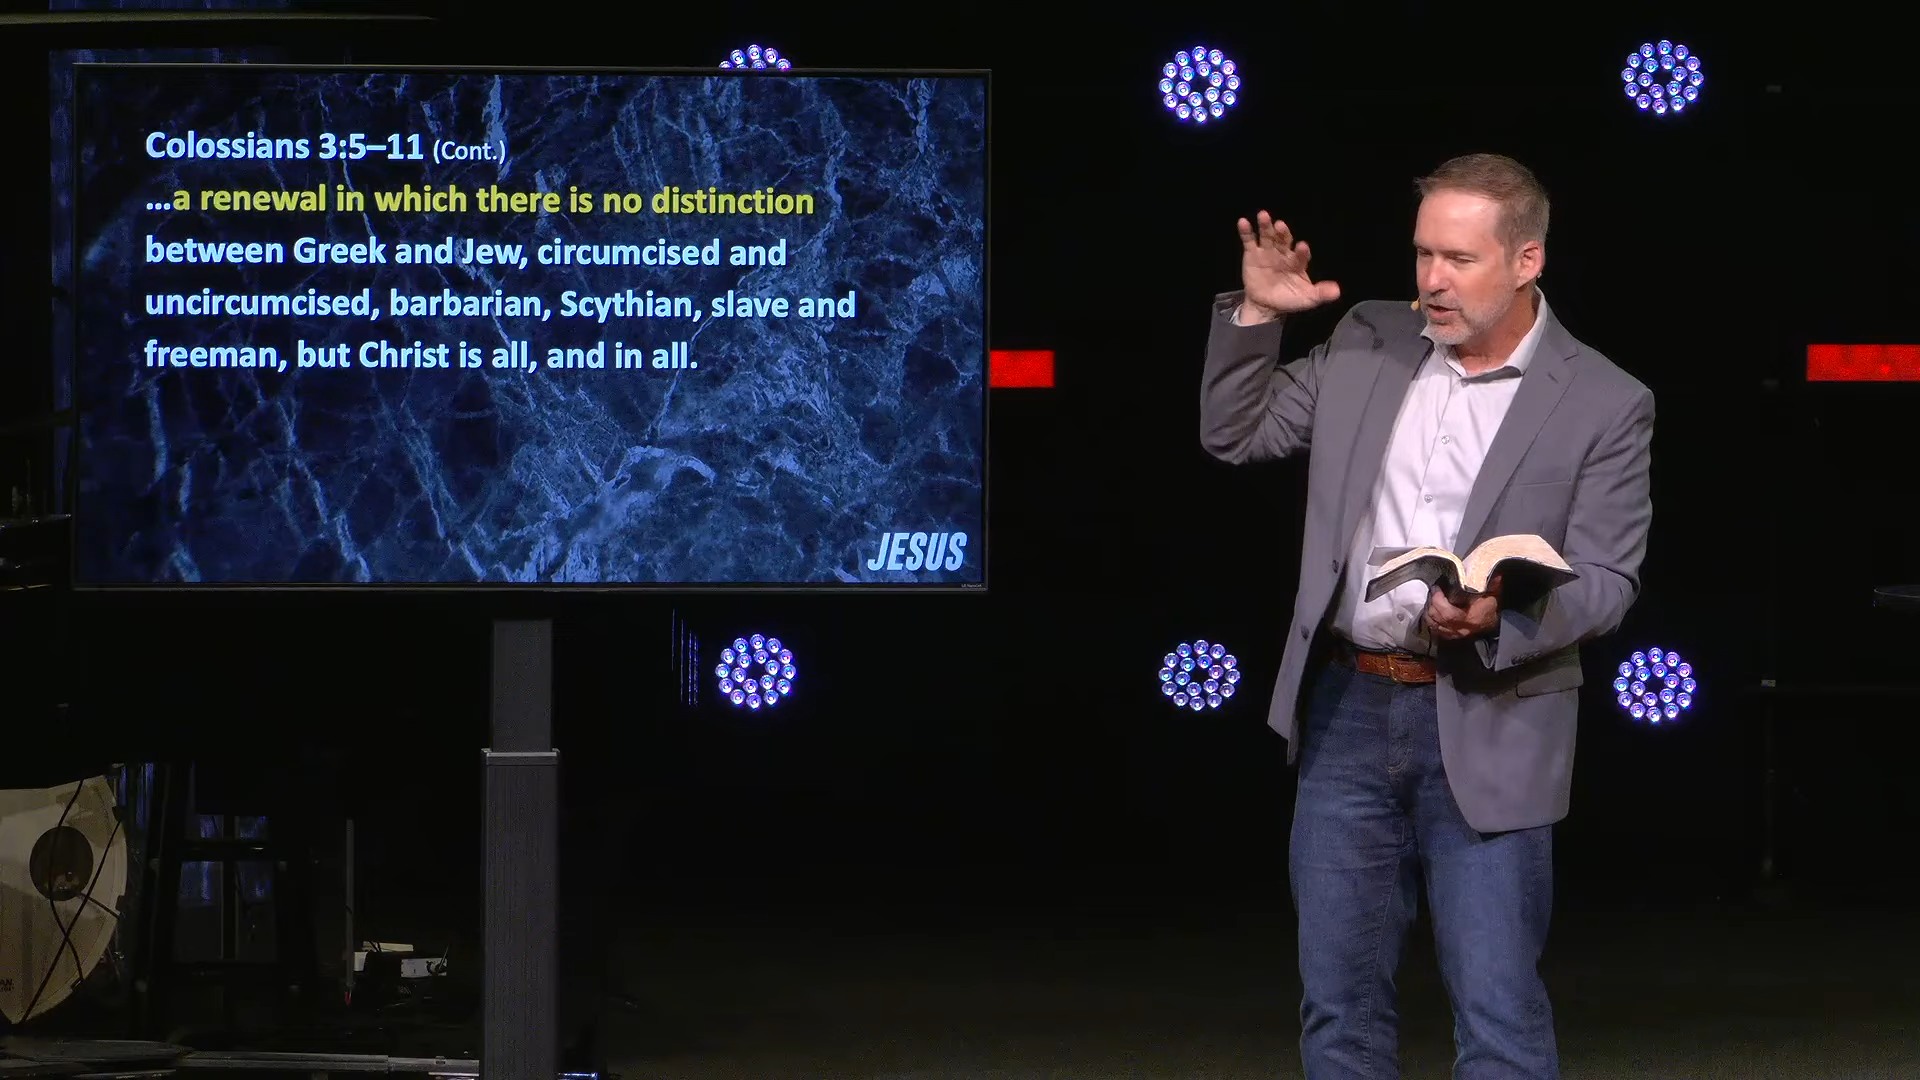 Colossians 3:5–11 (Cont.)
...a renewal in which there is no distinction
between Greek and Jew, circumcised and
uncircumcised, barbarian, Scythian, slave and
freeman, but Christ is all, and in all.
JESUS